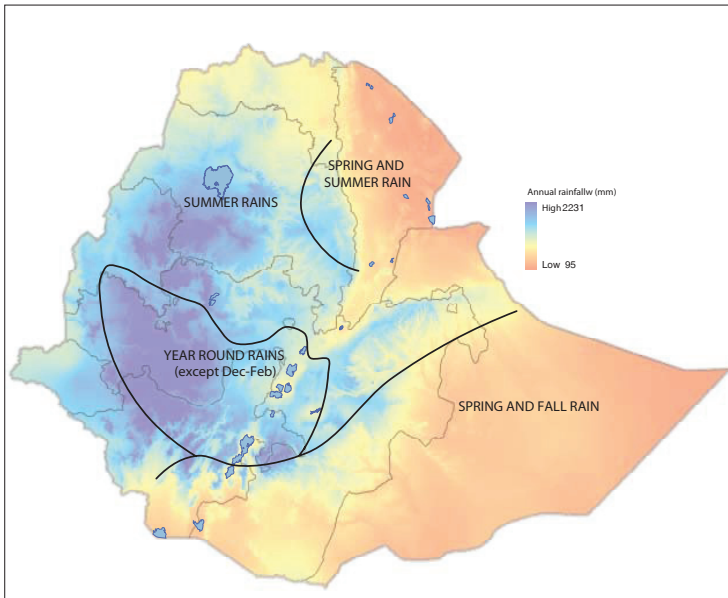 SPRING AND
SUMMER RAIN
SUMMER RAINS
Annual rainfallw (mm)
High 2231
Low 95
YEAR ROUND RAINS
(except Dec-Feb)
SPRING AND FALL RAIN